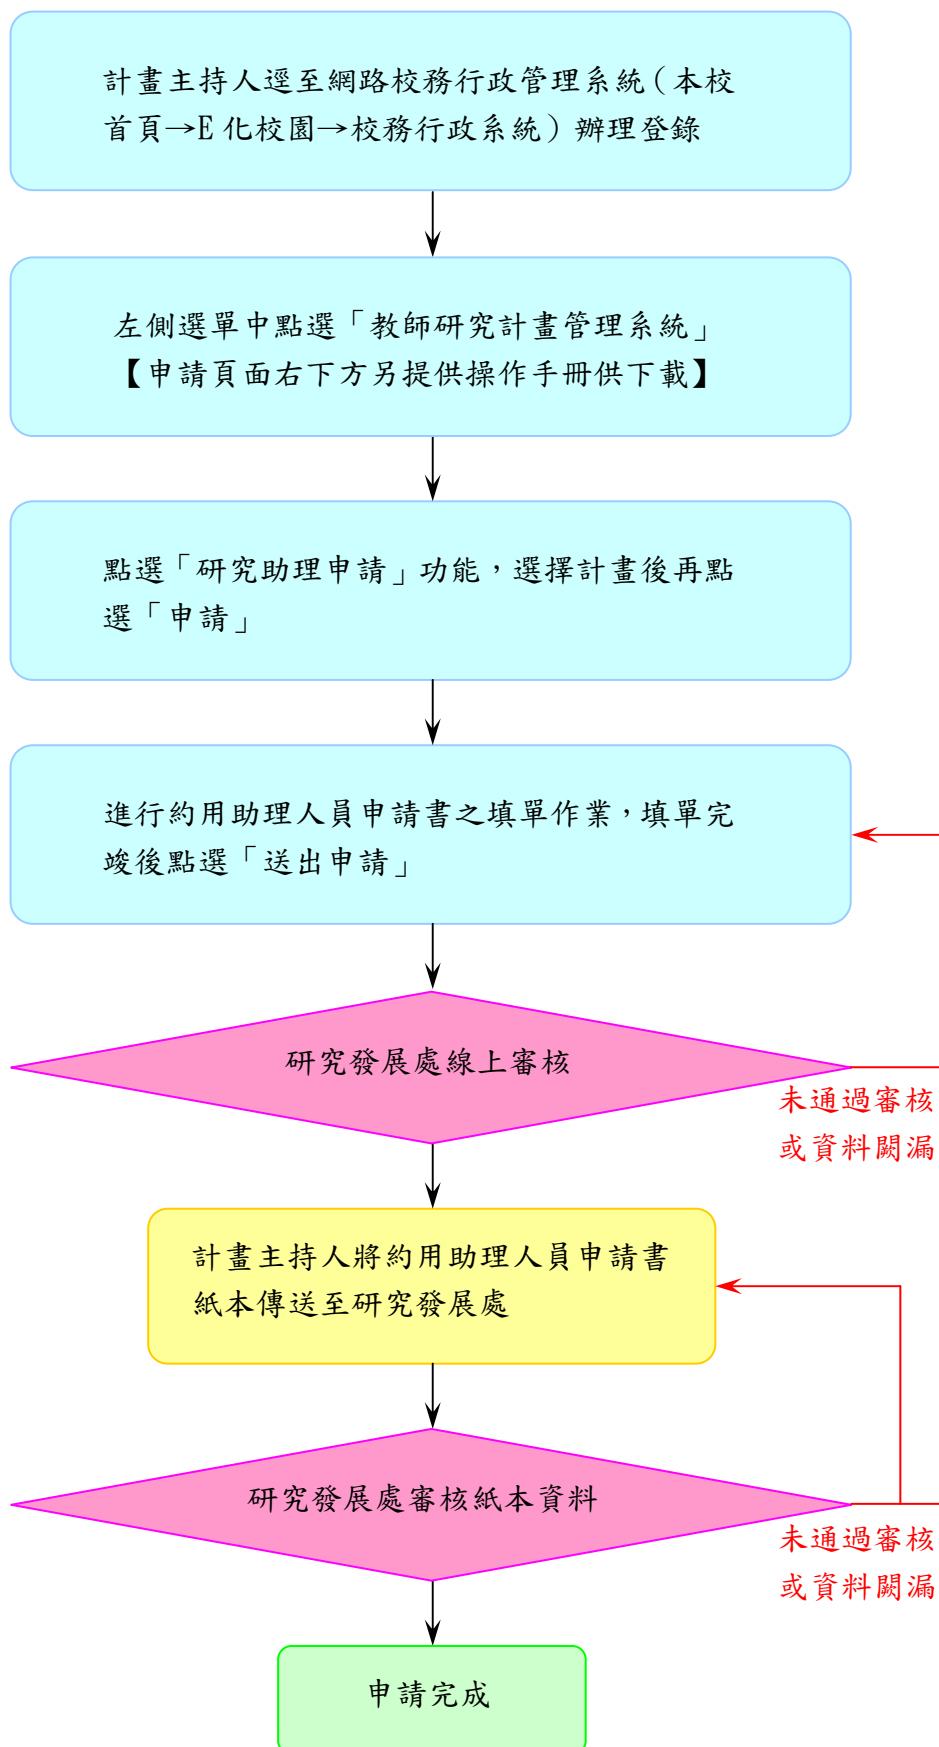 計畫主持人逕至網路校務行政管理系統（本校
首頁→E化校園→校務行政系統）辦理登錄
左側選單中點選「教師研究計畫管理系統」
【申請頁面右下方另提供操作手冊供下載】
點選「研究助理申請」功能，選擇計畫後再點
選「申請」
進行約用助理人員申請書之填單作業，填單完
竣後點選「送出申請」
研究發展處線上審核
未通過審核
或資料闕漏
計畫主持人將約用助理人員申請書
紙本傳送至研究發展處
研究發展處審核紙本資料
未通過審核
或資料闕漏
申請完成